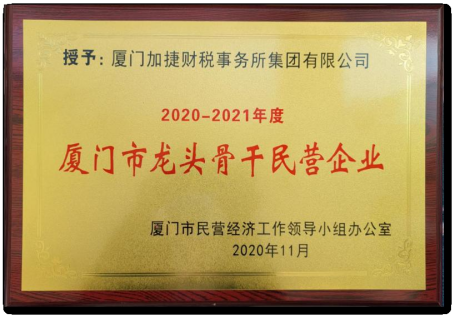 授予：厦门加捷财税事务所集团有限公司
2020-2021年度
厦门市龙头骨干民营企业
厦门市民营经济工作领导小组办公室
2020年11月